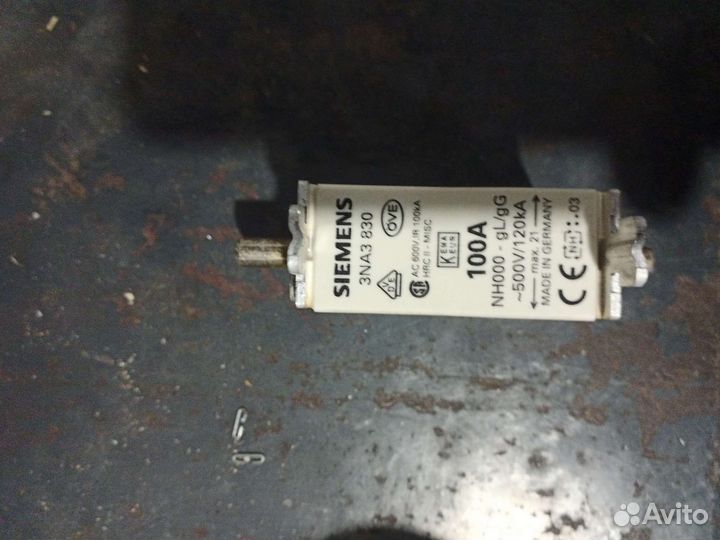 SIEMENS
3NA3 830
VDE
ÖVE
AC 600V, IR 100kA
HRC II - MISC
KEMA
KEUR
100A
NH000 - gL/gG
~500V/120kA
max. 21
MADE IN GERMANY
CE
NH
03
Avito